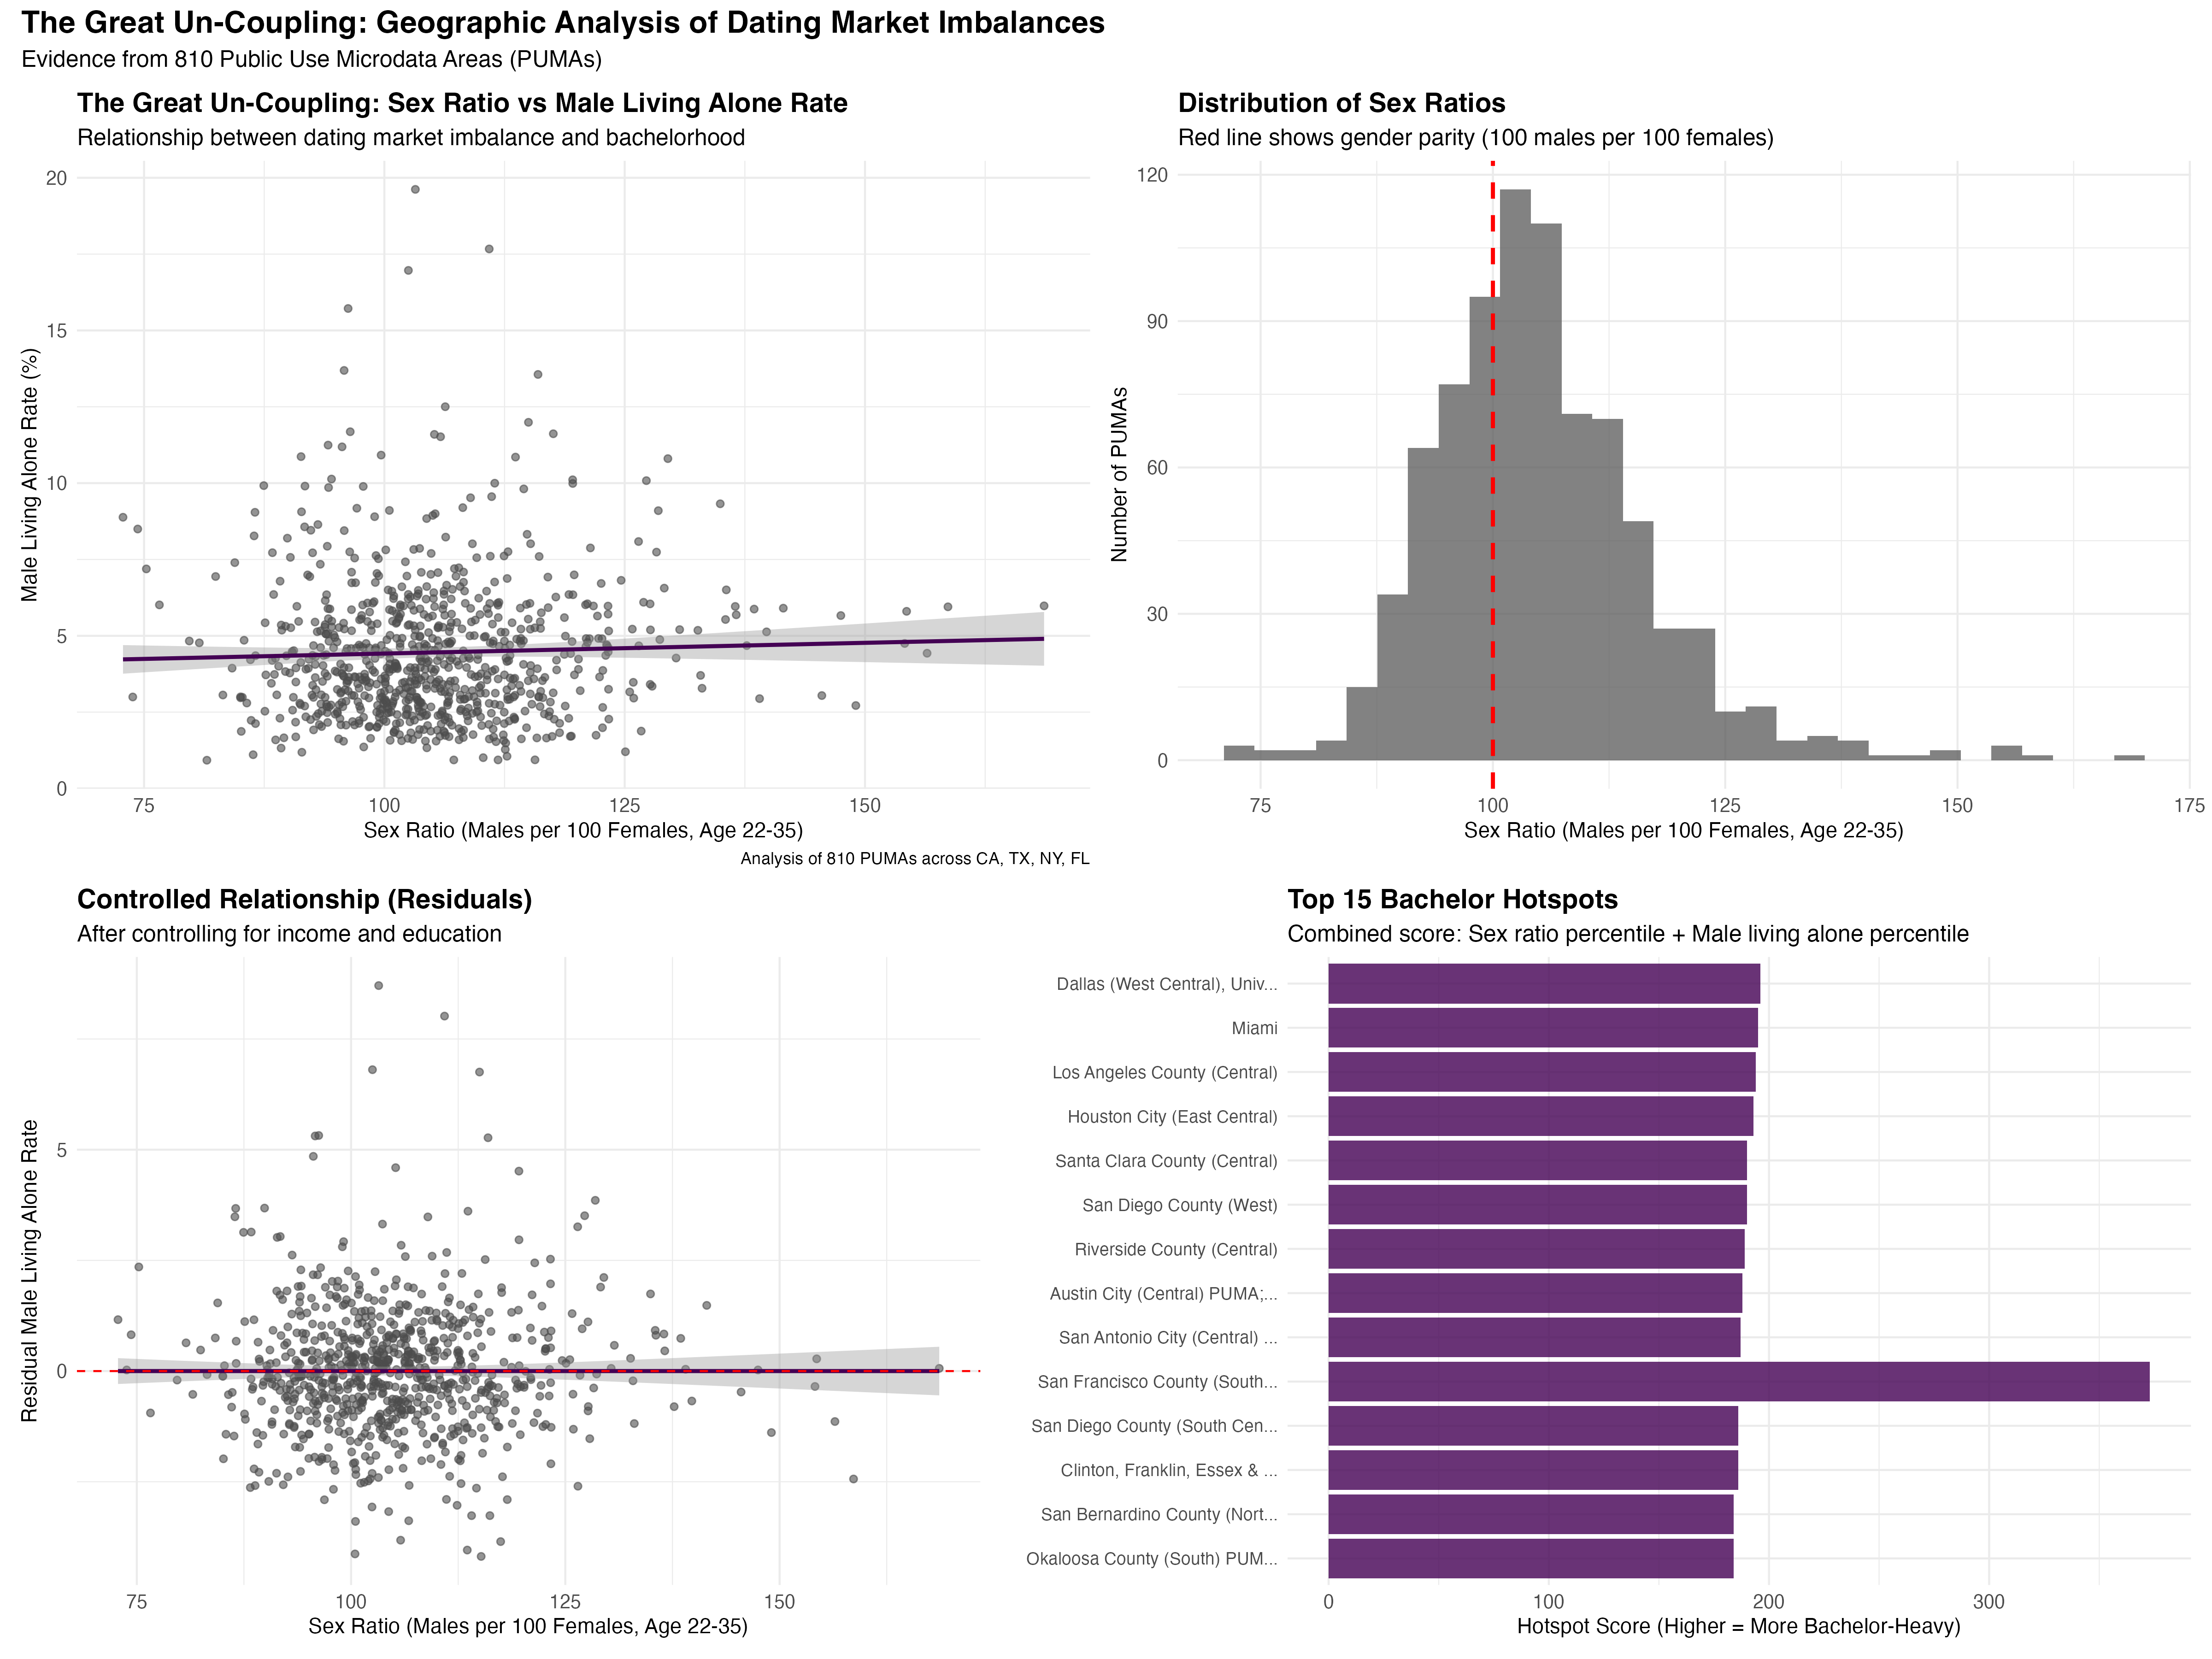 The Great Un-Coupling: Geographic Analysis of Dating Market Imbalances
Evidence from 810 Public Use Microdata Areas (PUMAs)
The Great Un-Coupling: Sex Ratio vs Male Living Alone Rate
Relationship between dating market imbalance and bachelorhood
Male Living Alone Rate (%)
20
15
10
5
0
75
100
125
150
Sex Ratio (Males per 100 Females, Age 22-35)
Analysis of 810 PUMAs across CA, TX, NY, FL
Distribution of Sex Ratios
Red line shows gender parity (100 males per 100 females)
Number of PUMAs
120
90
60
30
0
75
100
125
150
175
Sex Ratio (Males per 100 Females, Age 22-35)
Controlled Relationship (Residuals)
After controlling for income and education
Residual Male Living Alone Rate
5
0
75
100
125
150
Sex Ratio (Males per 100 Females, Age 22-35)
Top 15 Bachelor Hotspots
Combined score: Sex ratio percentile + Male living alone percentile
Dallas (West Central), Univ...
Miami
Los Angeles County (Central)
Houston City (East Central)
Santa Clara County (Central)
San Diego County (West)
Riverside County (Central)
Austin City (Central) PUMA;...
San Antonio City (Central) ...
San Francisco County (South...
San Diego County (South Cen...
Clinton, Franklin, Essex & ...
San Bernardino County (Nort...
Okaloosa County (South) PUM...
0
100
200
300
Hotspot Score (Higher = More Bachelor-Heavy)